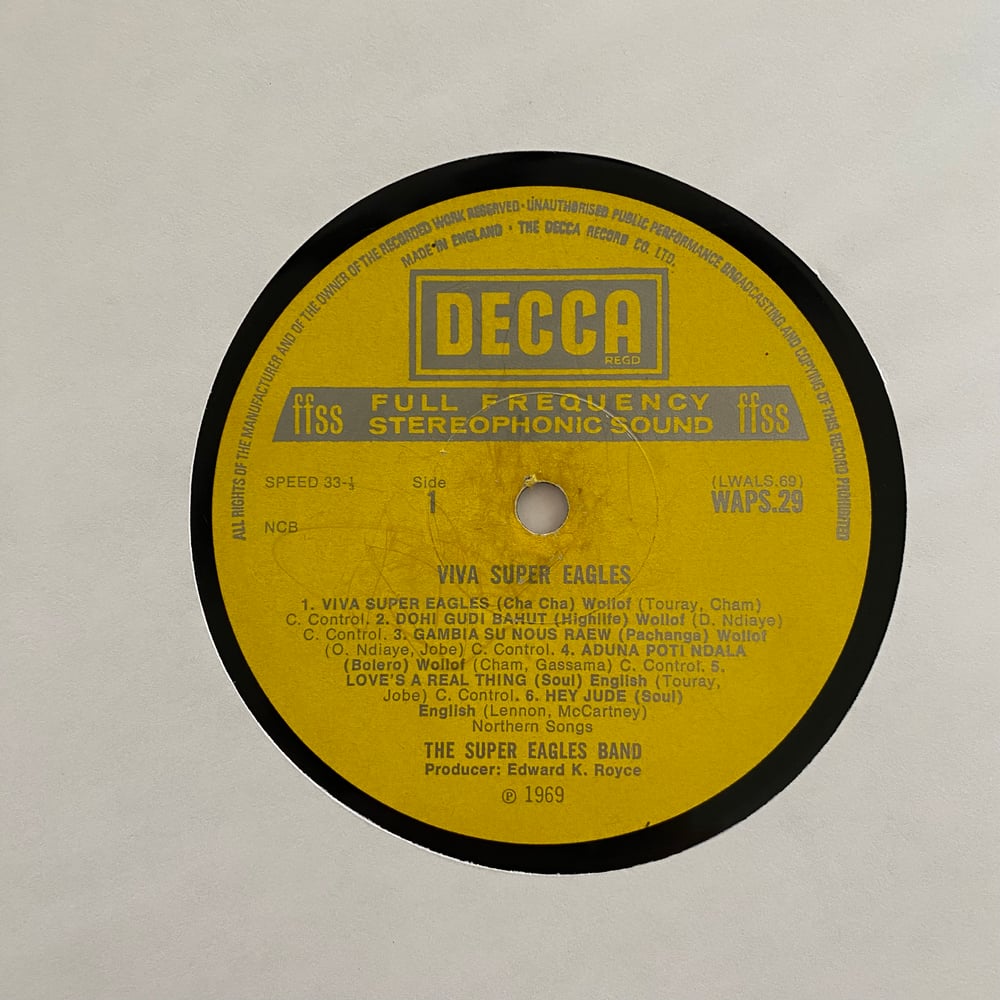 ALL RIGHTS OF THE MANUFACTURER AND OF THE OWNER OF THE RECORDED WORK RESERVED · UNAUTHORISED PUBLIC PERFORMANCE BROADCASTING AND COPYING OF THIS RECORD PROHIBITED
MADE IN ENGLAND · THE DECCA RECORD CO. LTD.
DECCA
REGD
ffss FULL FREQUENCY STEREOPHONIC SOUND ffss
SPEED 33-⅓ Side 1 (LWALS.69)
WAPS.29
NCB
VIVA SUPER EAGLES
1. VIVA SUPER EAGLES (Cha Cha) Wollof (Touray, Cham)
C. Control. 2. DOHI GUDI BAHUT (Highlife) Wollof (D. Ndiaye)
C. Control. 3. GAMBIA SU NOUS RAEW (Pachanga) Wollof
(O. Ndiaye, Jobe) C. Control. 4. ADUNA POTI NDALA
(Bolero) Wollof (Cham, Gassama) C. Control. 5.
LOVE'S A REAL THING (Soul) English (Touray,
Jobe) C. Control. 6. HEY JUDE (Soul)
English (Lennon, McCartney)
Northern Songs
THE SUPER EAGLES BAND
Producer: Edward K. Royce
℗ 1969